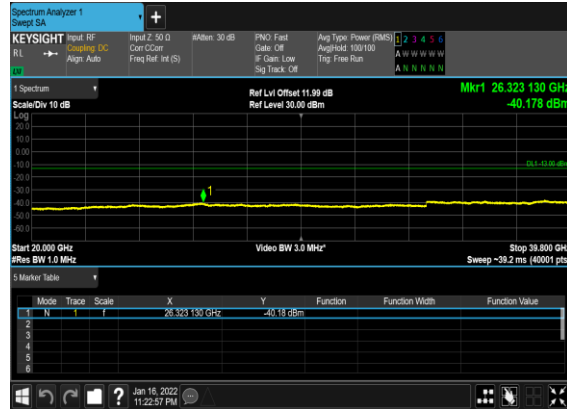 Spectrum Analyzer 1
Swept SA
+
KEYSIGHT Input: RF Input Z: 50 Ω #Atten: 30 dB PNO: Fast Avg Type: Power (RMS) 1 2 3 4 5 6
RL Coupling: DC Corr CCorr Gate: Off Avg|Hold: 100/100 A W W W W W
Align: Auto Freq Ref: Int (S) IF Gain: Low Trig: Free Run
Sig Track: Off A N N N N N
1 Spectrum Ref Lvl Offset 11.99 dB Mkr1 26.323 130 GHz
Scale/Div 10 dB Ref Level 30.00 dBm -40.178 dBm
Log
20.0
10.0
0.00
-10.0 DL1 -13.00 dBm
-20.0
-30.0
1
-40.0
-50.0
-60.0
Start 20.000 GHz Video BW 3.0 MHz* Stop 39.800 GHz
#Res BW 1.0 MHz Sweep ~39.2 ms (40001 pts)
5 Marker Table
Mode Trace Scale X Y Function Function Width Function Value
1 N 1 f 26.323 130 GHz -40.18 dBm
2
3
4
5
6
? Jan 16, 2022
11:22:57 PM